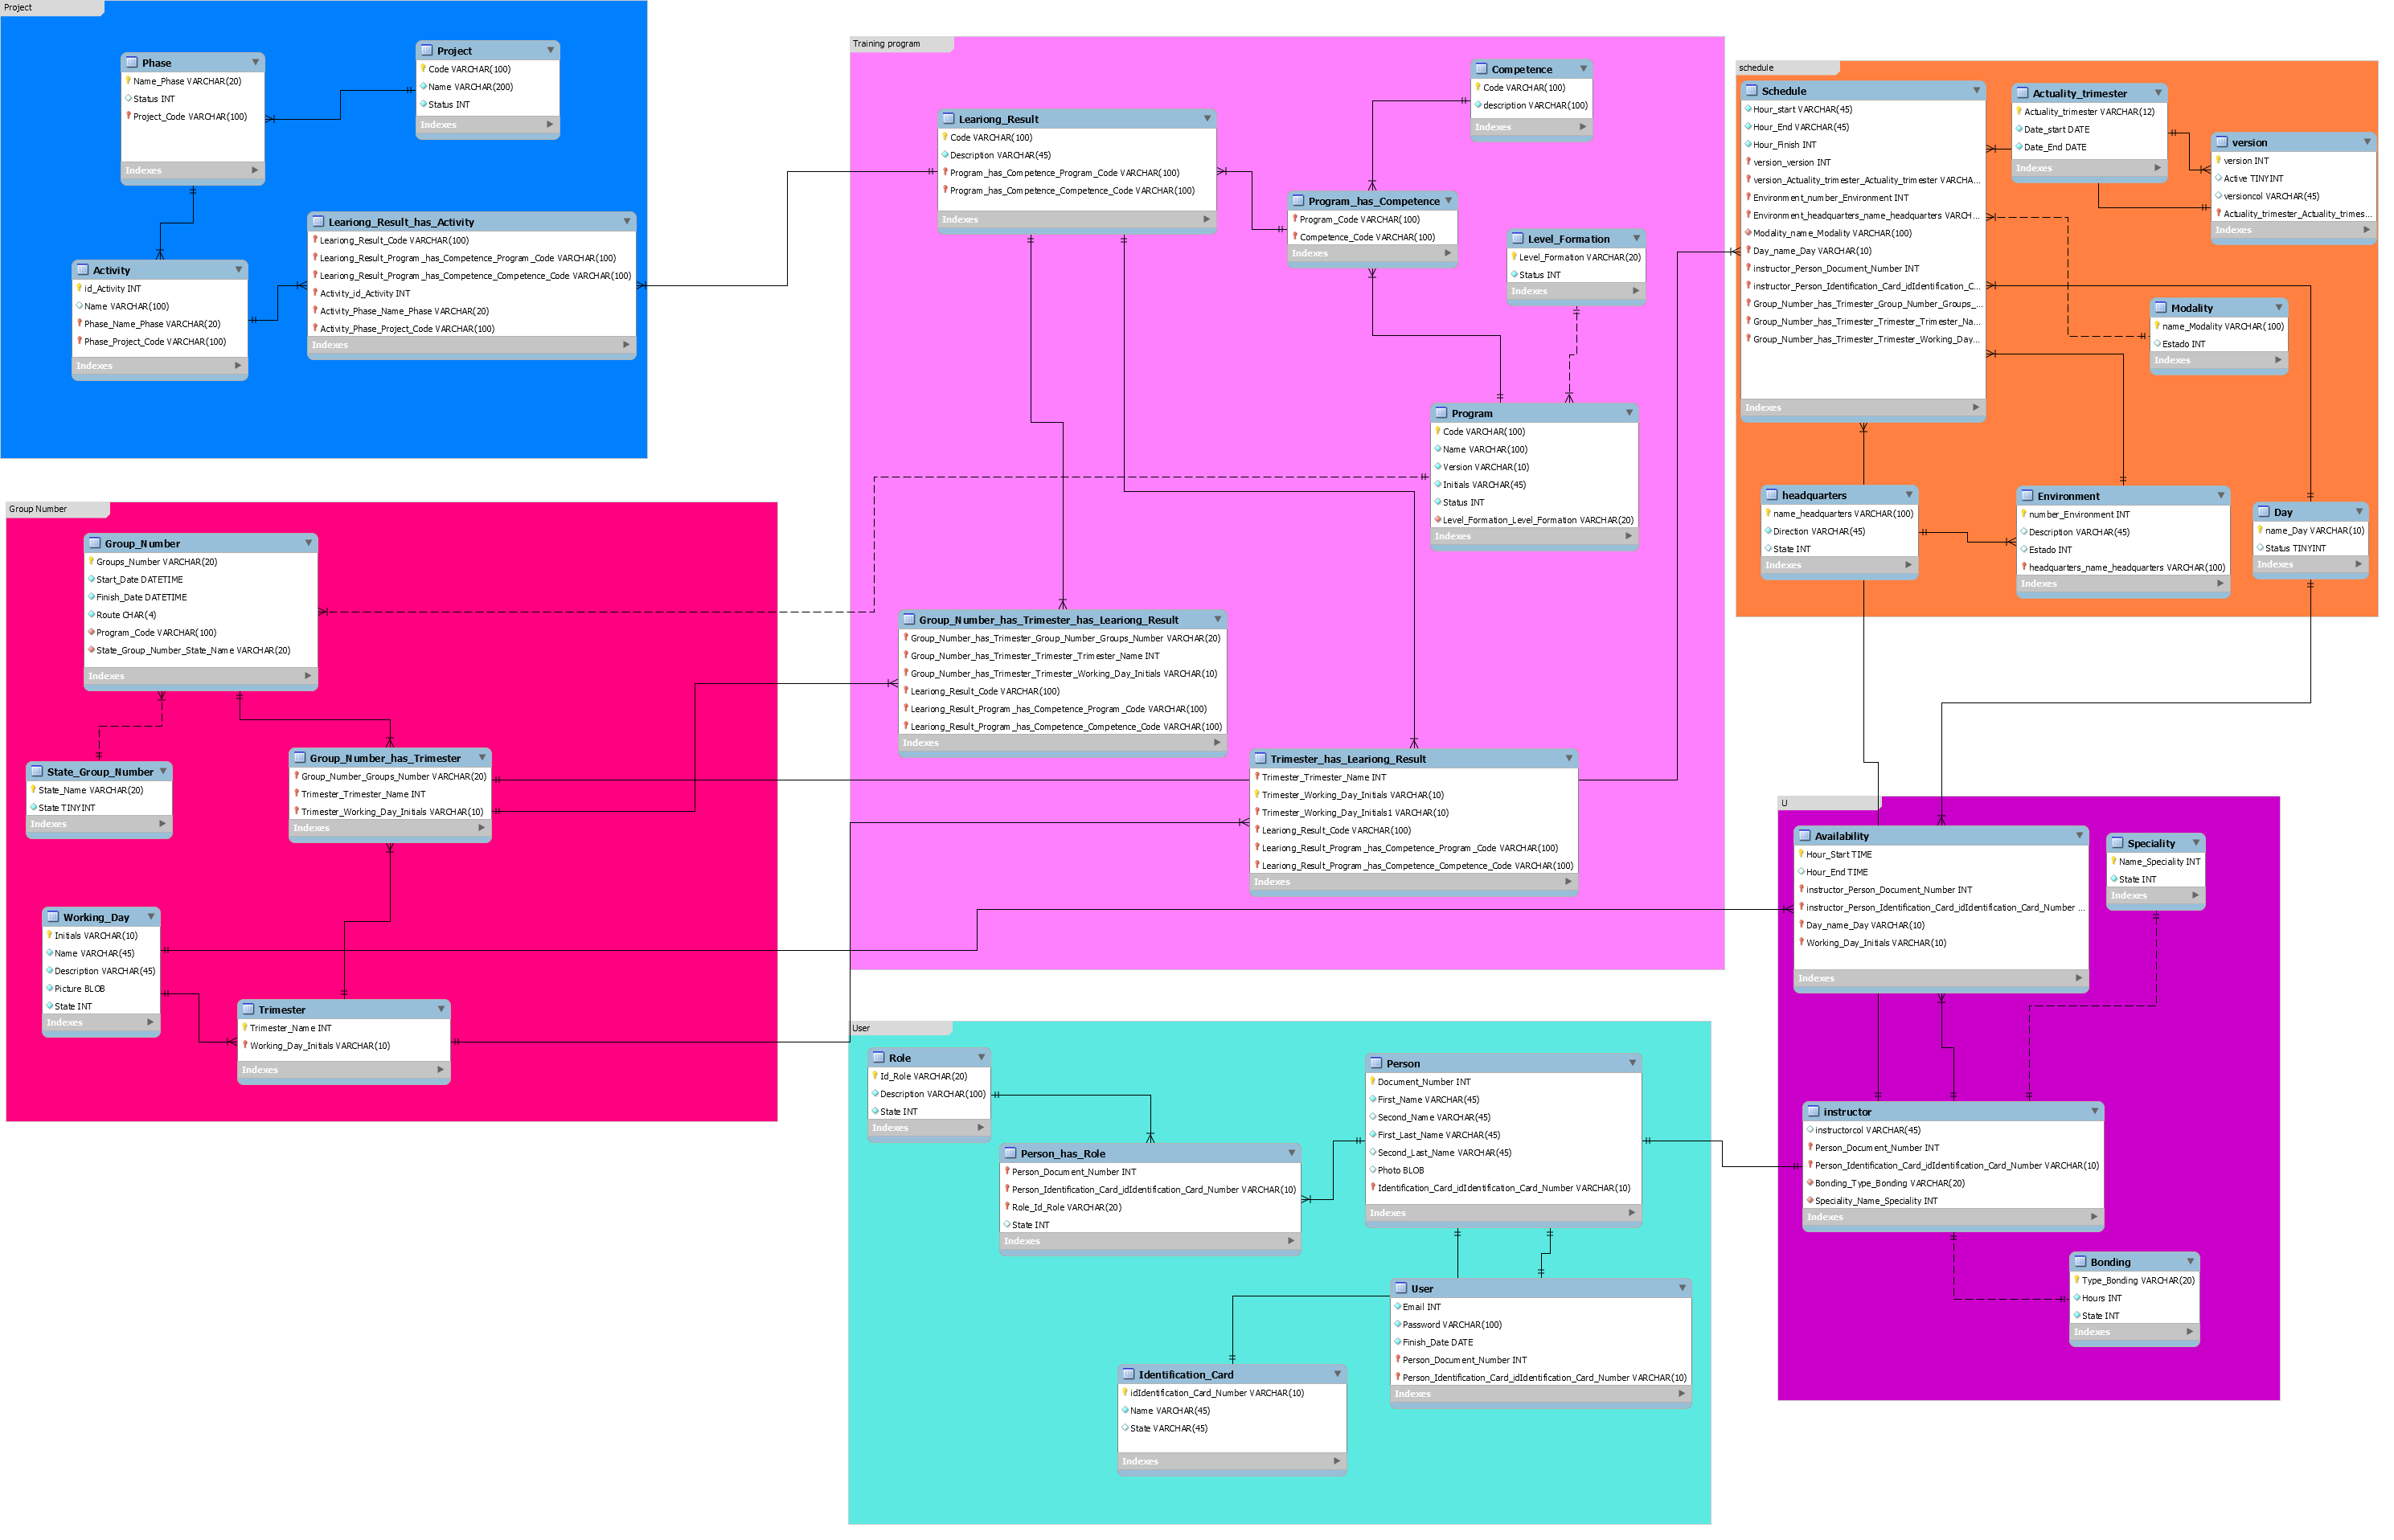 Project
Phase
Name_Phase VARCHAR(20)
Status INT
Project_Code VARCHAR(100)
Indexes
Project
Code VARCHAR(100)
Name VARCHAR(200)
Status INT
Indexes
Activity
id_Activity INT
Name VARCHAR(100)
Phase_Name_Phase VARCHAR(20)
Phase_Project_Code VARCHAR(100)
Indexes
Leariong_Result_has_Activity
Leariong_Result_Code VARCHAR(100)
Leariong_Result_Program_has_Competence_Program_Code VARCHAR(100)
Leariong_Result_Program_has_Competence_Competence_Code VARCHAR(100)
Activity_id_Activity INT
Activity_Phase_Name_Phase VARCHAR(20)
Activity_Phase_Project_Code VARCHAR(100)
Indexes
Training program
Leariong_Result
Code VARCHAR(100)
Description VARCHAR(45)
Program_has_Competence_Program_Code VARCHAR(100)
Program_has_Competence_Competence_Code VARCHAR(100)
Indexes
Competence
Code VARCHAR(100)
description VARCHAR(100)
Indexes
Program_has_Competence
Program_Code VARCHAR(100)
Competence_Code VARCHAR(100)
Indexes
Level_Formation
Level_Formation VARCHAR(20)
Status INT
Indexes
Program
Code VARCHAR(100)
Name VARCHAR(100)
Version VARCHAR(10)
Initials VARCHAR(45)
Status INT
Level_Formation_Level_Formation VARCHAR(20)
Indexes
Group_Number_has_Trimester_has_Leariong_Result
Group_Number_has_Trimester_Group_Number_Groups_Number VARCHAR(20)
Group_Number_has_Trimester_Trimester_Trimester_Name INT
Group_Number_has_Trimester_Trimester_Working_Day_Initials VARCHAR(10)
Leariong_Result_Code VARCHAR(100)
Leariong_Result_Program_has_Competence_Program_Code VARCHAR(100)
Leariong_Result_Program_has_Competence_Competence_Code VARCHAR(100)
Indexes
Trimester_has_Leariong_Result
Trimester_Trimester_Name INT
Trimester_Working_Day_Initials VARCHAR(10)
Trimester_Working_Day_Initials1 VARCHAR(10)
Leariong_Result_Code VARCHAR(100)
Leariong_Result_Program_has_Competence_Program_Code VARCHAR(100)
Leariong_Result_Program_has_Competence_Competence_Code VARCHAR(100)
Indexes
schedule
Schedule
Hour_start VARCHAR(45)
Hour_End VARCHAR(45)
Hour_Finish INT
version_version INT
version_Actuality_trimester_Actuality_trimester VARCHA...
Environment_number_Environment INT
Environment_headquarters_name_headquarters VARCH...
Modality_name_Modality VARCHAR(100)
Day_name_Day VARCHAR(10)
instructor_Person_Document_Number INT
instructor_Person_Identification_Card_idIdentification_C...
Group_Number_has_Trimester_Group_Number_Groups_...
Group_Number_has_Trimester_Trimester_Trimester_Na...
Group_Number_has_Trimester_Trimester_Working_Day...
Indexes
Actuality_trimester
Actuality_trimester VARCHAR(12)
Date_start DATE
Date_End DATE
Indexes
version
version INT
Active TINYINT
versioncol VARCHAR(45)
Actuality_trimester_Actuality_trimes...
Indexes
Modality
name_Modality VARCHAR(100)
Estado INT
Indexes
headquarters
name_headquarters VARCHAR(100)
Direction VARCHAR(45)
State INT
Indexes
Environment
number_Environment INT
Description VARCHAR(45)
Estado INT
headquarters_name_headquarters VARCHAR(100)
Indexes
Day
name_Day VARCHAR(10)
Status TINYINT
Indexes
Group Number
Group_Number
Groups_Number VARCHAR(20)
Start_Date DATETIME
Finish_Date DATETIME
Route CHAR(4)
Program_Code VARCHAR(100)
State_Group_Number_State_Name VARCHAR(20)
Indexes
State_Group_Number
State_Name VARCHAR(20)
State TINYINT
Indexes
Group_Number_has_Trimester
Group_Number_Groups_Number VARCHAR(20)
Trimester_Trimester_Name INT
Trimester_Working_Day_Initials VARCHAR(10)
Indexes
Working_Day
Initials VARCHAR(10)
Name VARCHAR(45)
Description VARCHAR(45)
Picture BLOB
State INT
Indexes
Trimester
Trimester_Name INT
Working_Day_Initials VARCHAR(10)
Indexes
User
Role
Id_Role VARCHAR(20)
Description VARCHAR(100)
State INT
Indexes
Person_has_Role
Person_Document_Number INT
Person_Identification_Card_idIdentification_Card_Number VARCHAR(10)
Role_Id_Role VARCHAR(20)
State INT
Indexes
Person
Document_Number INT
First_Name VARCHAR(45)
Second_Name VARCHAR(45)
First_Last_Name VARCHAR(45)
Second_Last_Name VARCHAR(45)
Photo BLOB
Identification_Card_idIdentification_Card_Number VARCHAR(10)
Indexes
User
Email INT
Password VARCHAR(100)
Finish_Date DATE
Person_Document_Number INT
Person_Identification_Card_idIdentification_Card_Number VARCHAR(10)
Indexes
Identification_Card
idIdentification_Card_Number VARCHAR(10)
Name VARCHAR(45)
State VARCHAR(45)
Indexes
U
Availability
Hour_Start TIME
Hour_End TIME
instructor_Person_Document_Number INT
instructor_Person_Identification_Card_idIdentification_Card_Number ...
Day_name_Day VARCHAR(10)
Working_Day_Initials VARCHAR(10)
Indexes
Speciality
Name_Speciality INT
State INT
Indexes
instructor
instructorcol VARCHAR(45)
Person_Document_Number INT
Person_Identification_Card_idIdentification_Card_Number VARCHAR(10)
Bonding_Type_Bonding VARCHAR(20)
Speciality_Name_Speciality INT
Indexes
Bonding
Type_Bonding VARCHAR(20)
Hours INT
State INT
Indexes